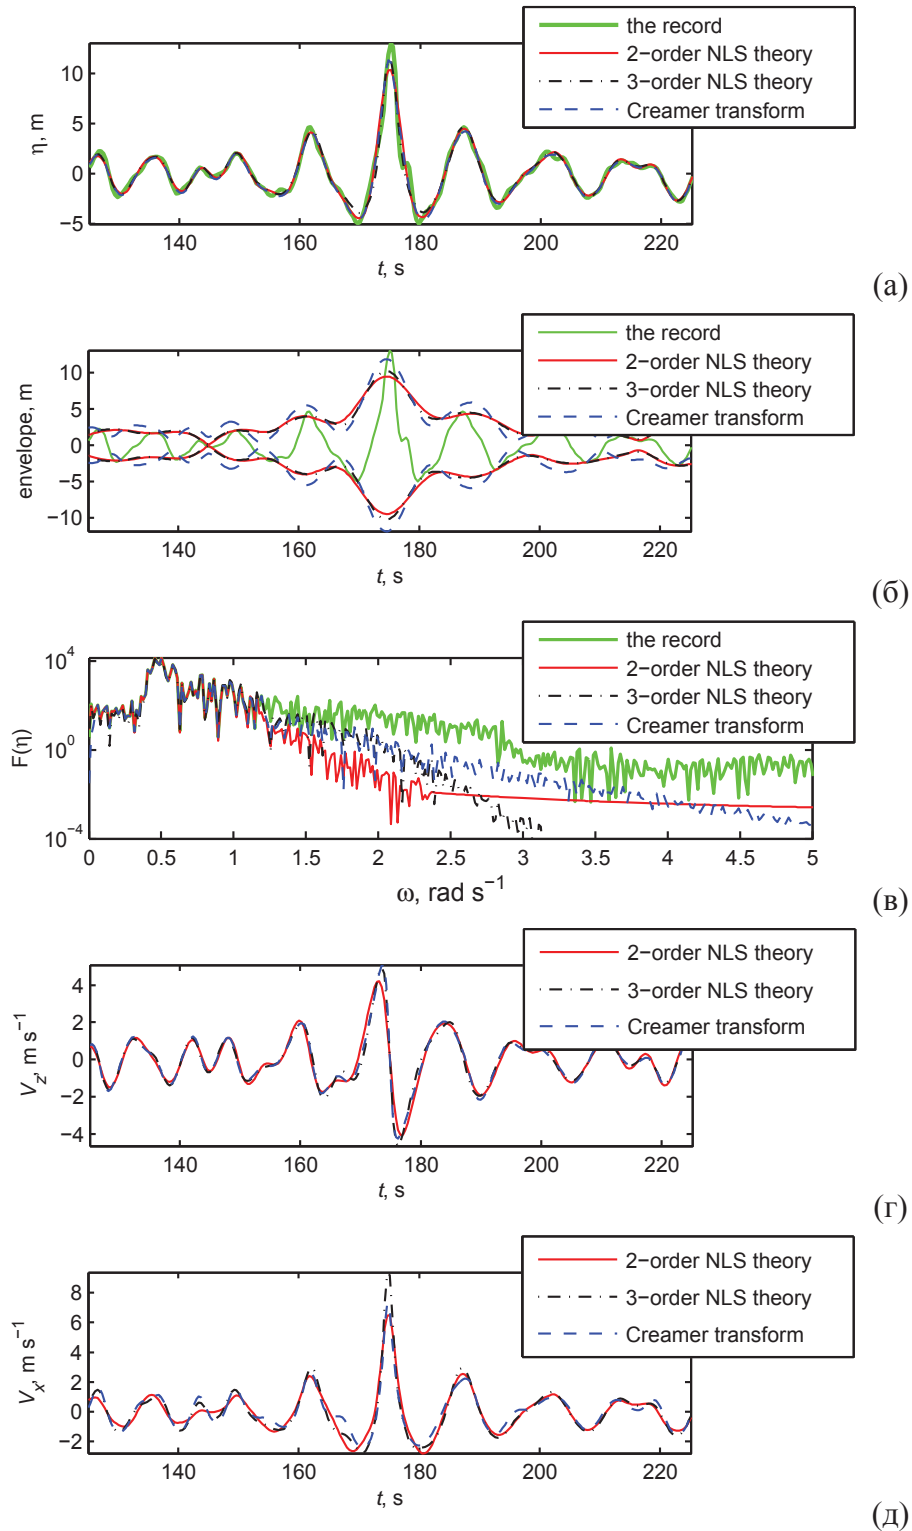 the record
2−order NLS theory
3−order NLS theory
Creamer transform
η, m
10
5
0
−5
140 160 180 200 220
t, s
(а)
the record
2−order NLS theory
3−order NLS theory
Creamer transform
envelope, m
10
5
0
−5
−10
140 160 180 200 220
t, s
(б)
the record
2−order NLS theory
3−order NLS theory
Creamer transform
F(η)
10⁴
10⁰
10⁻⁴
0 0.5 1 1.5 2 2.5 3 3.5 4 4.5 5
ω, rad s⁻¹
(в)
2−order NLS theory
3−order NLS theory
Creamer transform
V_z, m s⁻¹
4
2
0
−2
−4
140 160 180 200 220
t, s
(г)
2−order NLS theory
3−order NLS theory
Creamer transform
V_x, m s⁻¹
8
6
4
2
0
−2
140 160 180 200 220
t, s
(д)